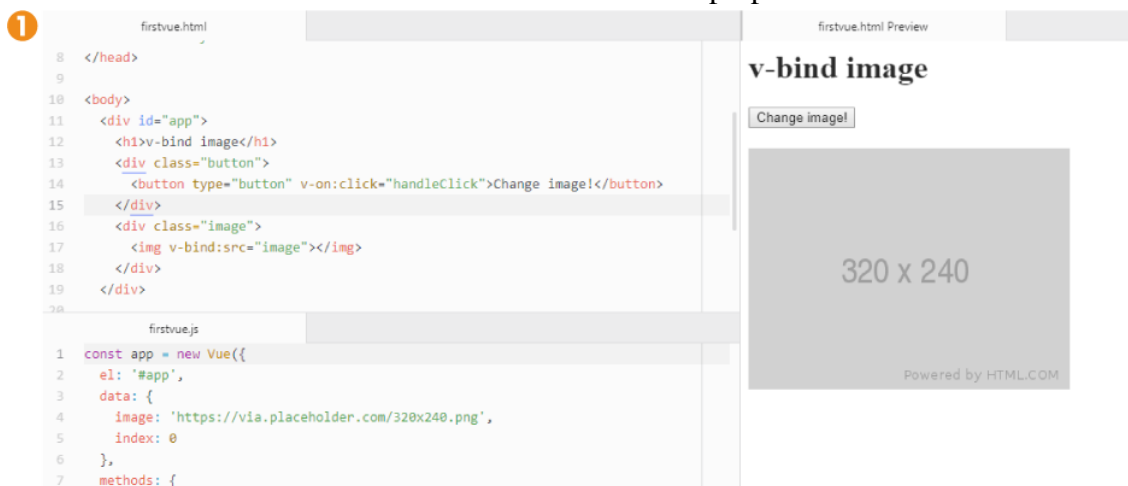 1
firstvue.html
8 </head>
9
10 <body>
11 <div id="app">
12 <h1>v-bind image</h1>
13 <div class="button">
14 <button type="button" v-on:click="handleClick">Change image!</button>
15 </div>
16 <div class="image">
17 <img v-bind:src="image"></img>
18 </div>
19 </div>
20
firstvue.js
1 const app = new Vue({
2 el: '#app',
3 data: {
4 image: 'https://via.placeholder.com/320x240.png',
5 index: 0
6 },
7 methods: {
firstvue.html Preview
v-bind image
Change image!
320 x 240
Powered by HTML.COM